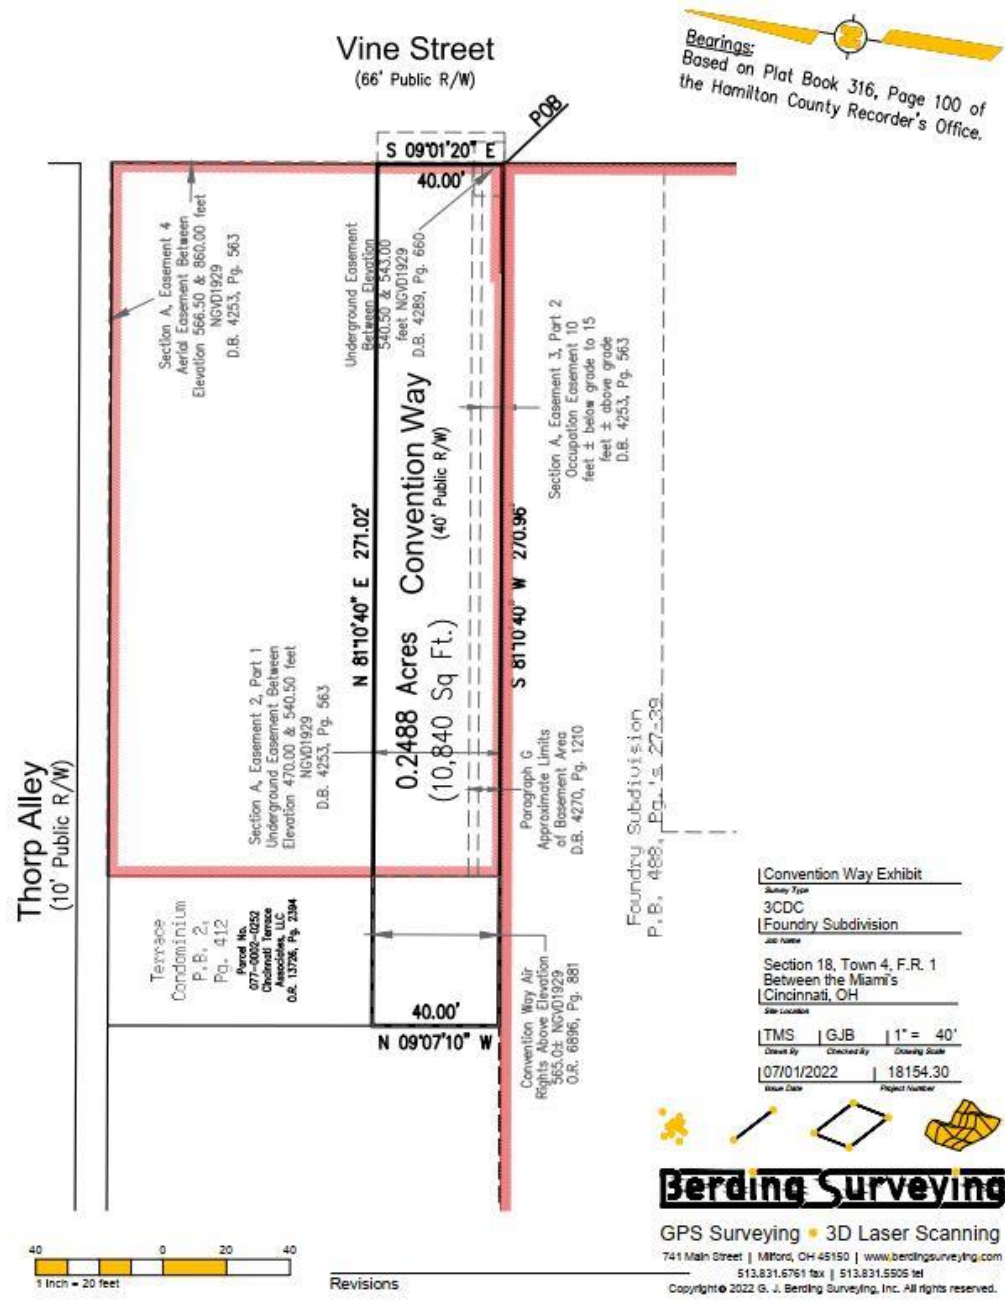 Vine Street
(66' Public R/W)
Bearings:
Based on Plat Book 316, Page 100 of
the Hamilton County Recorder's Office.
POB
S 09°01'20" E
40.00'
Section A, Easement 4
Aerial Easement Between
Elevation 566.50 & 860.00 feet
NGVD1929
D.B. 4253, Pg. 563
Underground Easement
Between Elevation
540.50 & 543.00
feet NGVD1929
D.B. 4289, Pg. 660
Section A, Easement 3, Part 2
Occupation Easement 10
feet ± below grade to 15
feet ± above grade
D.B. 4253, Pg. 563
Convention Way
(40' Public R/W)
N 81°10'40" E 271.02'
S 81°10'40" W 270.96'
0.2488 Acres
(10,840 Sq Ft.)
Section A, Easement 2, Part 1
Underground Easement Between
Elevation 470.00 & 540.50 feet
NGVD1929
D.B. 4253, Pg. 563
Paragraph G
Approximate Limits
of Basement Area
D.B. 4270, Pg. 1210
Foundry Subdivision
P.B. 488, Pg.'s 27-39
Thorp Alley
(10' Public R/W)
Terrace
Condominium
P.B. 2,
Pg. 412
Parcel No.
077-0002-0252
Cincinnati Terrace
Associates, LLC
O.R. 13726, Pg. 2394
Convention Way Air
Rights Above Elevation
565.0± NGVD1929
O.R. 6896, Pg. 881
40.00'
N 09°07'10" W
Convention Way Exhibit
Survey Type
3CDC
Foundry Subdivision
Job Name
Section 18, Town 4, F.R. 1
Between the Miami's
Cincinnati, OH
Site Location
TMS GJB 1" = 40'
Drawn By Checked By Drawing Scale
07/01/2022 18154.30
Issue Date Project Number
Berding Surveying
GPS Surveying • 3D Laser Scanning
741 Main Street | Milford, OH 45150 | www.berdingsurveying.com
513.831.6761 fax | 513.831.5505 tel
Copyright © 2022 G. J. Berding Surveying, Inc. All rights reserved.
40 0 20 40
1 inch = 20 feet
Revisions